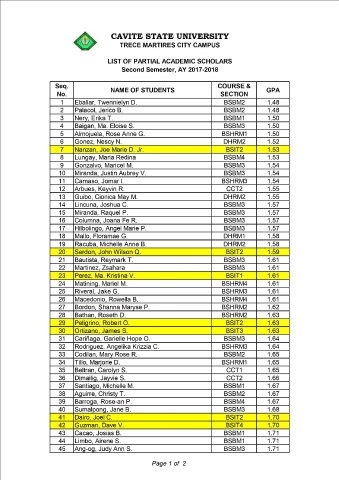 CAVITE STATE UNIVERSITY
TRECE MARTIRES CITY CAMPUS
LIST OF PARTIAL ACADEMIC SCHOLARS
Second Semester, AY 2017-2018
Seq. No. NAME OF STUDENTS COURSE & SECTION GPA
1 Ebaliar, Twennielyn D. BSBM2 1.48
2 Palacol, Jerico B. BSBM2 1.48
3 Nery, Erika T. BSBM1 1.50
4 Baigan, Ma. Eloise S. BSBM3 1.50
5 Almojuela, Rose Anne G. BSHRM1 1.50
6 Gonez, Nescy N. DHRM2 1.52
7 Nanzan, Joe Marie D. Jr. BSIT2 1.53
8 Lungay, Maria Redina BSBM4 1.53
9 Gonzalvo, Maricel M. BSBM3 1.54
10 Miranda, Justin Aubrey V. BSBM3 1.54
11 Camaso, Jomar I. BSHRM3 1.54
12 Arbues, Keyvin R. CCT2 1.55
13 Guibo, Cionica May M. DHRM2 1.55
14 Lincuna, Joshua C. BSBM3 1.57
15 Miranda, Raquel P. BSBM3 1.57
16 Columna, Joana Fe R. BSBM3 1.57
17 Hilbolingo, Angel Marie P. BSBM3 1.57
18 Mallo, Floramae G. DHRM1 1.58
19 Racuba, Michelle Anne B. DHRM2 1.58
20 Serdon, John Wilson Q. BSIT2 1.59
21 Bautista, Reymark T. BSBM3 1.61
22 Martinez, Zsahara BSBM3 1.61
23 Perez, Ma. Kristina V. BSIT1 1.61
24 Matining, Mariel M. BSHRM4 1.61
25 Riveral, Jake G. BSHRM1 1.61
26 Macedonio, Rowella B. BSHRM4 1.61
27 Bordon, Shanna Maryse P. BSHRM2 1.62
28 Bathan, Roseth D. BSHRM2 1.63
29 Peligrino, Robert O. BSIT2 1.63
30 Ortizano, James S. BSIT3 1.63
31 Cariñaga, Garielle Hope O. BSBM3 1.64
32 Rodriguez, Angelika Krizzia C. BSHRM3 1.64
33 Codilan, Mary Rose R. BSBM2 1.65
34 Tillo, Marjorie D. BSHRM1 1.65
35 Beltran, Carolyn S. CCT1 1.65
36 Dimailig, Jayvie S. CCT2 1.66
37 Santiago, Michelle M. BSBM1 1.67
38 Aguirre, Christy T. BSBM2 1.67
39 Barroga, Rose-an P. BSBM4 1.67
40 Sumalpong, Jane B. BSBM3 1.68
41 Dairo, Joel C. BSIT2 1.70
42 Guzman, Dave V. BSIT4 1.70
43 Cacao, Josias B. BSBM1 1.71
44 Limbo, Airene S. BSBM1 1.71
45 Ang-og, Judy Ann S. BSBM3 1.71
Page 1 of 2